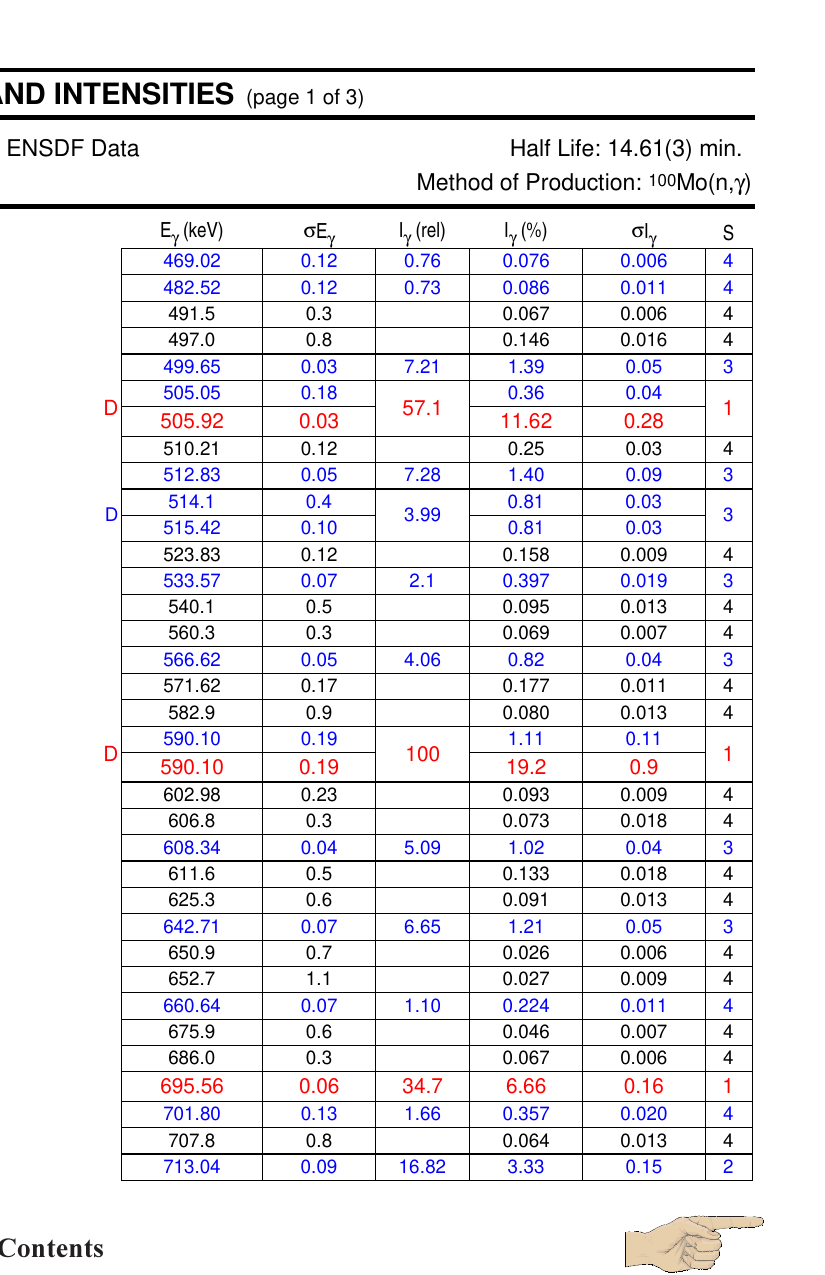 AND INTENSITIES (page 1 of 3)
ENSDF Data Half Life: 14.61(3) min.
Method of Production: 100Mo(n,γ)
Eγ (keV) σEγ Iγ (rel) Iγ (%) σIγ S
469.02 0.12 0.76 0.076 0.006 4
482.52 0.12 0.73 0.086 0.011 4
491.5 0.3 0.067 0.006 4
497.0 0.8 0.146 0.016 4
499.65 0.03 7.21 1.39 0.05 3
505.05 0.18 0.36 0.04
D 57.1 1
505.92 0.03 11.62 0.28
510.21 0.12 0.25 0.03 4
512.83 0.05 7.28 1.40 0.09 3
514.1 0.4 0.81 0.03
D 3.99 3
515.42 0.10 0.81 0.03
523.83 0.12 0.158 0.009 4
533.57 0.07 2.1 0.397 0.019 3
540.1 0.5 0.095 0.013 4
560.3 0.3 0.069 0.007 4
566.62 0.05 4.06 0.82 0.04 3
571.62 0.17 0.177 0.011 4
582.9 0.9 0.080 0.013 4
590.10 0.19 1.11 0.11
D 100 1
590.10 0.19 19.2 0.9
602.98 0.23 0.093 0.009 4
606.8 0.3 0.073 0.018 4
608.34 0.04 5.09 1.02 0.04 3
611.6 0.5 0.133 0.018 4
625.3 0.6 0.091 0.013 4
642.71 0.07 6.65 1.21 0.05 3
650.9 0.7 0.026 0.006 4
652.7 1.1 0.027 0.009 4
660.64 0.07 1.10 0.224 0.011 4
675.9 0.6 0.046 0.007 4
686.0 0.3 0.067 0.006 4
695.56 0.06 34.7 6.66 0.16 1
701.80 0.13 1.66 0.357 0.020 4
707.8 0.8 0.064 0.013 4
713.04 0.09 16.82 3.33 0.15 2
Contents